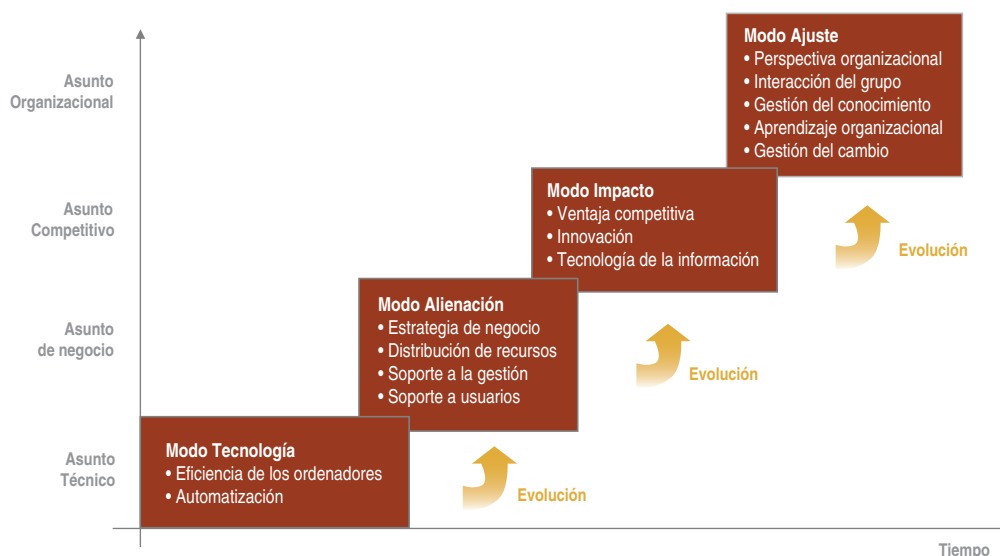 Modo Ajuste
• Perspectiva organizacional
• Interacción del grupo
• Gestión del conocimiento
• Aprendizaje organizacional
• Gestión del cambio
Asunto
Organizacional
Modo Impacto
• Ventaja competitiva
• Innovación
• Tecnología de la información
Asunto
Competitivo
Evolución
Modo Alienación
• Estrategia de negocio
• Distribución de recursos
• Soporte a la gestión
• Soporte a usuarios
Asunto
de negocio
Evolución
Modo Tecnología
• Eficiencia de los ordenadores
• Automatización
Asunto
Técnico
Evolución
Tiempo